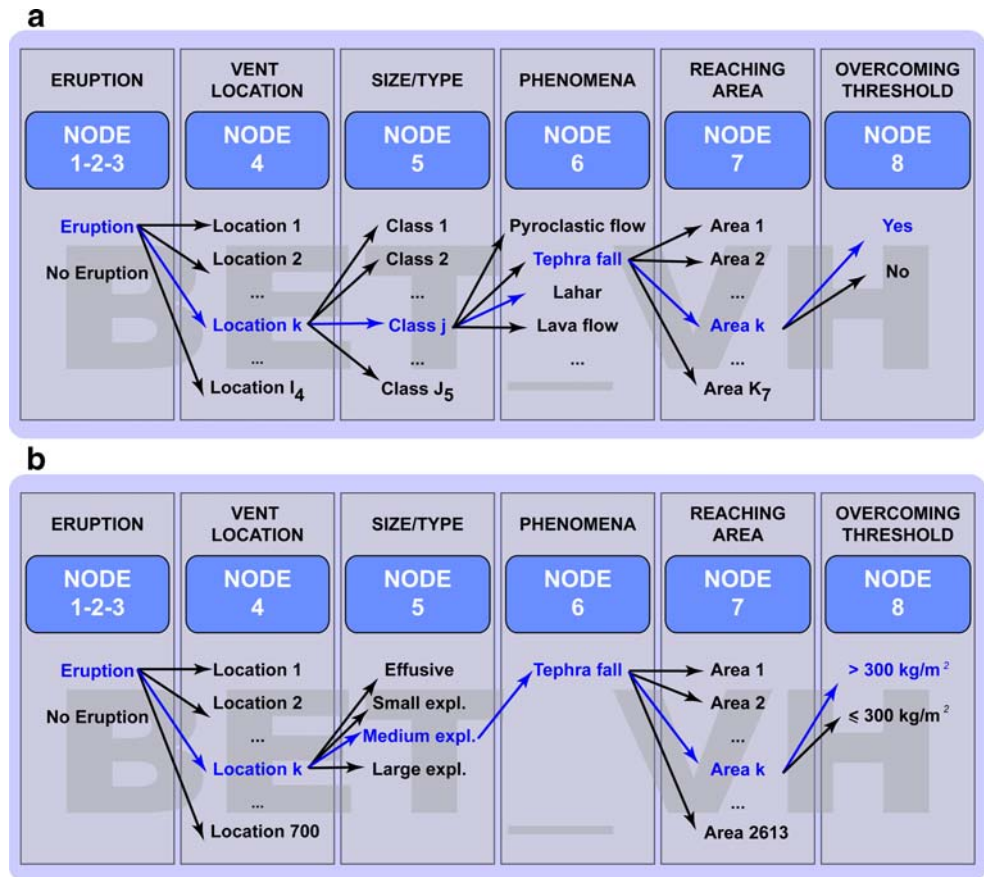 a
ERUPTION
VENT
LOCATION
SIZE/TYPE
PHENOMENA
REACHING
AREA
OVERCOMING
THRESHOLD
NODE
1-2-3
NODE
4
NODE
5
NODE
6
NODE
7
NODE
8
Eruption
No Eruption
Location 1
Location 2
...
Location k
...
Location I4
Class 1
Class 2
...
Class j
...
Class J5
Pyroclastic flow
Tephra fall
Lahar
Lava flow
...
Area 1
Area 2
...
Area k
...
Area K7
Yes
No
BET_VH
b
ERUPTION
VENT
LOCATION
SIZE/TYPE
PHENOMENA
REACHING
AREA
OVERCOMING
THRESHOLD
NODE
1-2-3
NODE
4
NODE
5
NODE
6
NODE
7
NODE
8
Eruption
No Eruption
Location 1
Location 2
...
Location k
...
Location 700
Effusive
Small expl.
Medium expl.
Large expl.
Tephra fall
Area 1
Area 2
...
Area k
...
Area 2613
> 300 kg/m²
⩽ 300 kg/m²
BET_VH